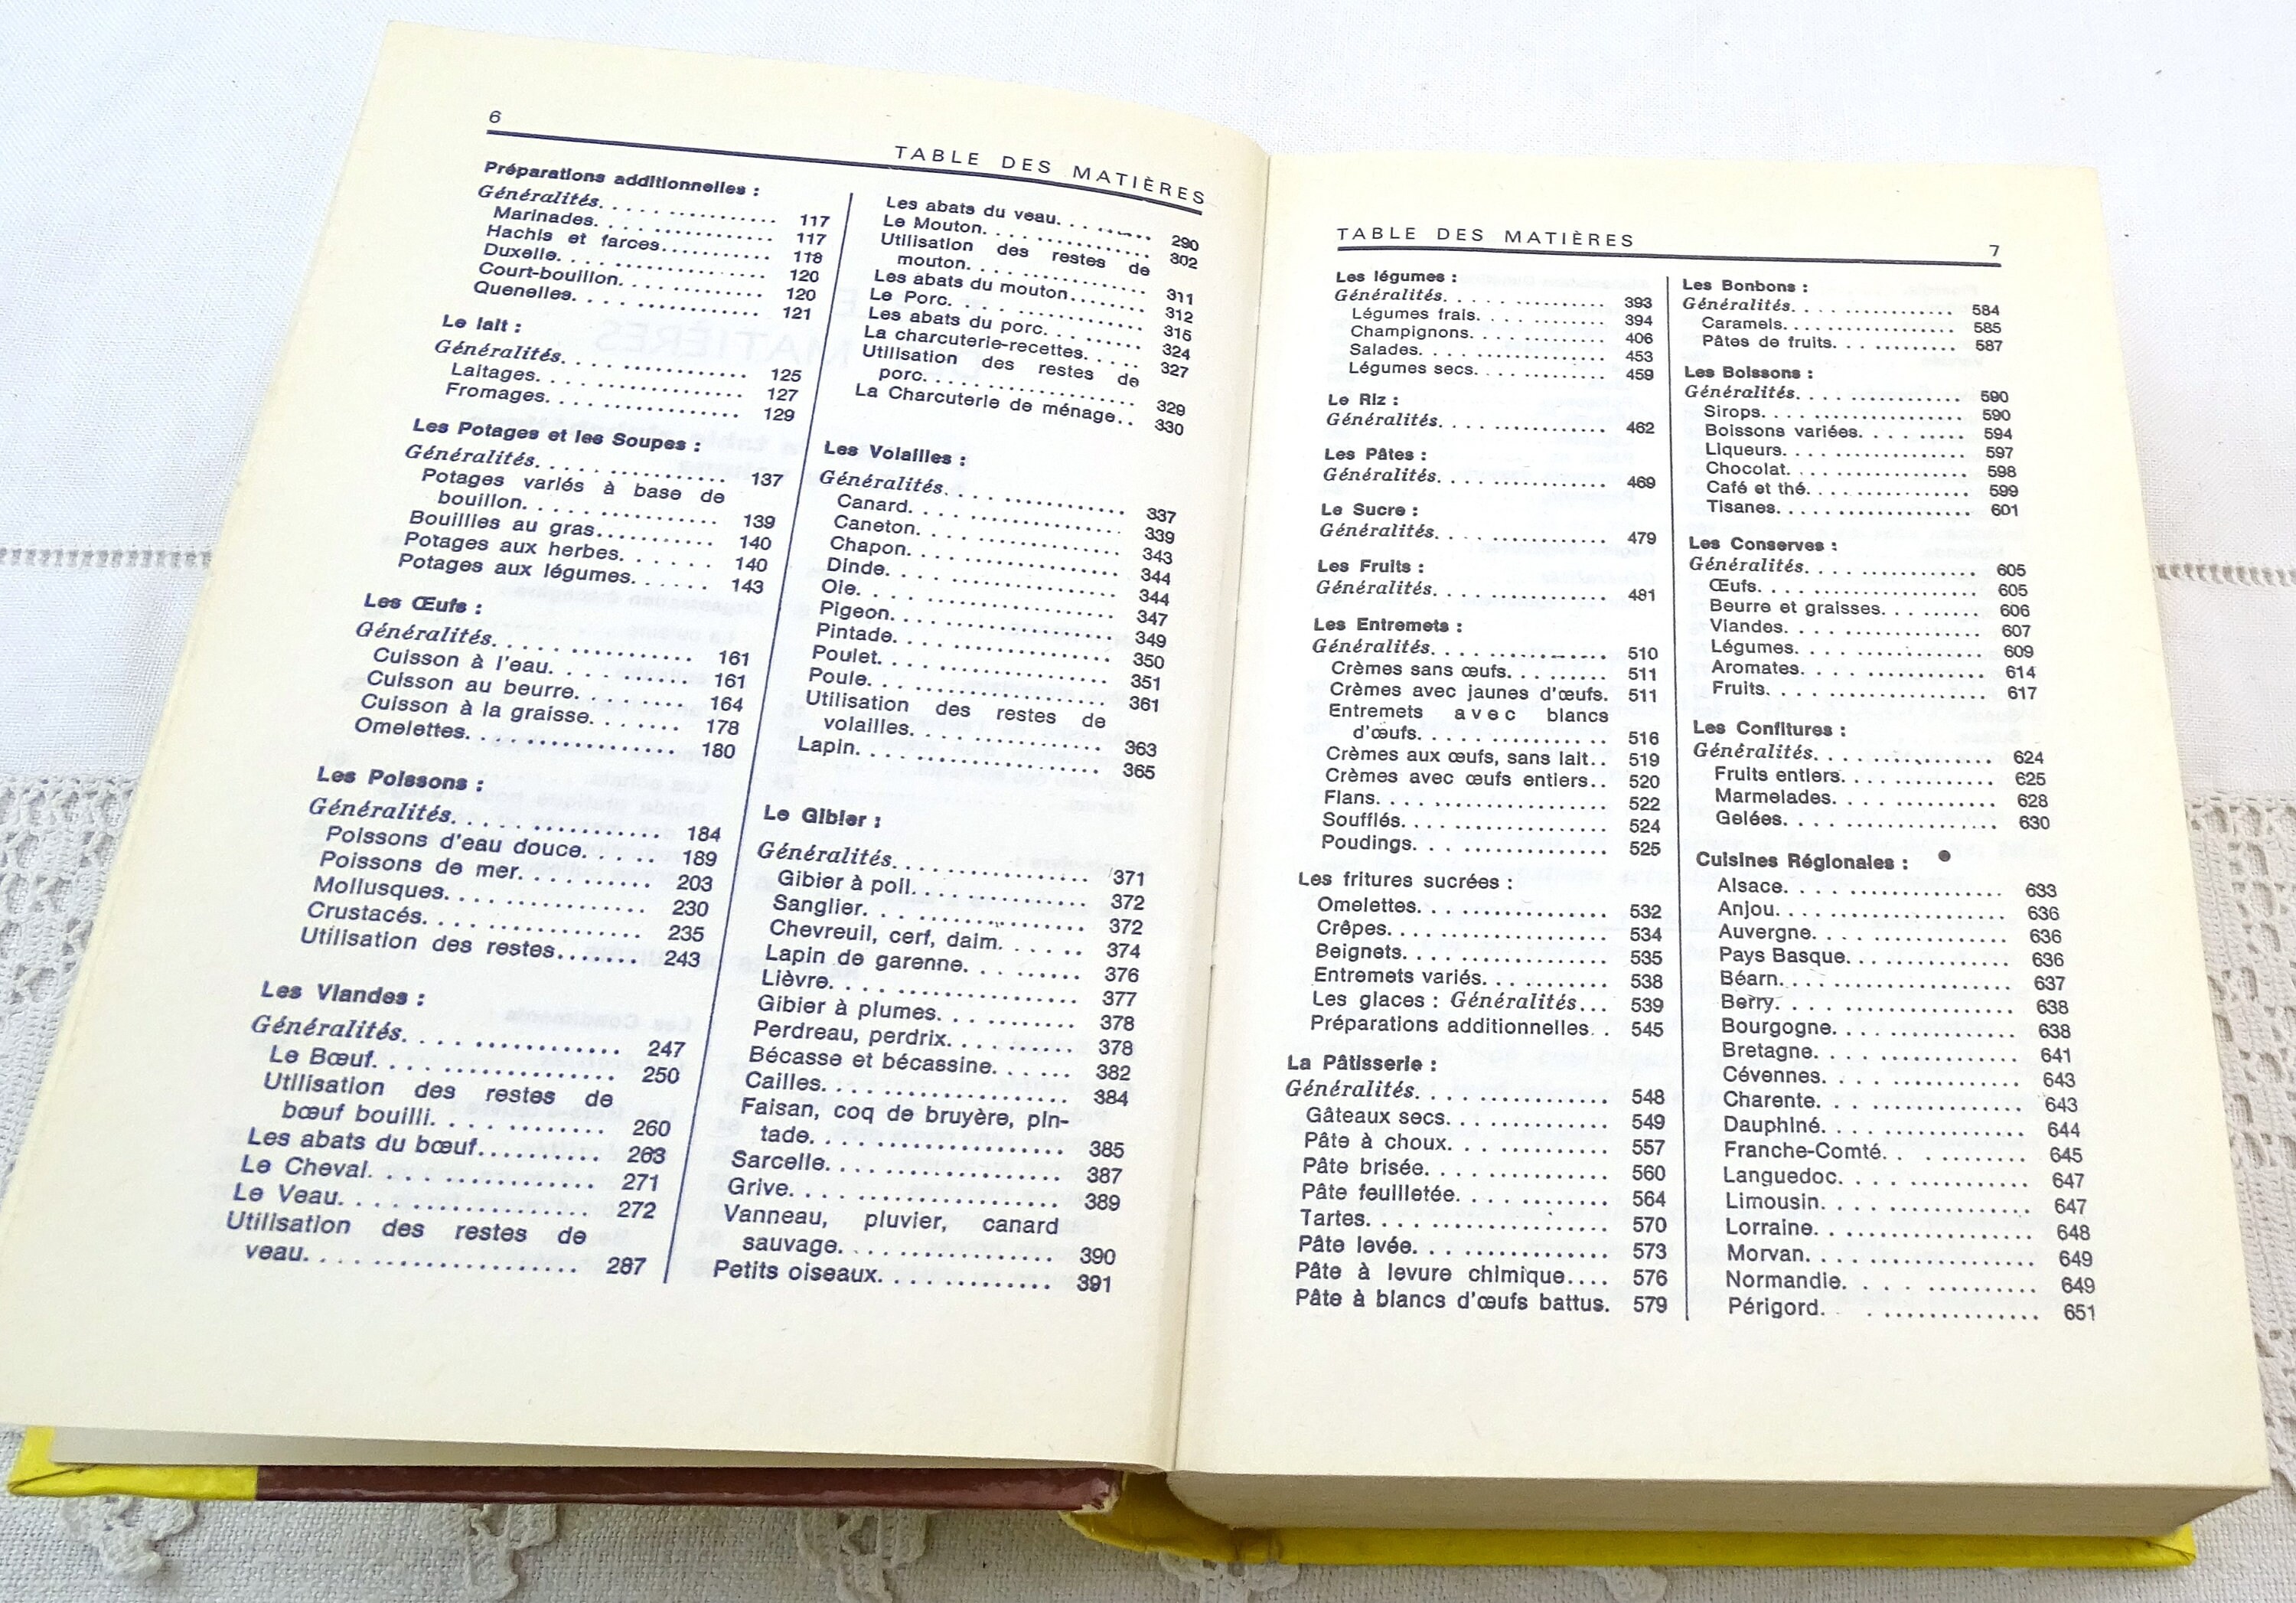 6
TABLE DES MATIÈRES
Préparations additionnelles :
Généralités. . . . . . . . . . . . . . . . 117
Marinades. . . . . . . . . . . . . . . . 117
Hachis et farces. . . . . . . . . . . 118
Duxelle. . . . . . . . . . . . . . . . . . 120
Court-bouillon. . . . . . . . . . . . . 120
Quenelles. . . . . . . . . . . . . . . . 121
Le lait :
Généralités. . . . . . . . . . . . . . . . 125
Laitages. . . . . . . . . . . . . . . . . 127
Fromages. . . . . . . . . . . . . . . . 129
Les Potages et les Soupes :
Généralités. . . . . . . . . . . . . . . . 137
Potages variés à base de
bouillon. . . . . . . . . . . . . . . . 139
Bouillies au gras. . . . . . . . . . . 140
Potages aux herbes. . . . . . . . 140
Potages aux légumes. . . . . . . 143
Les Œufs :
Généralités. . . . . . . . . . . . . . . . 161
Cuisson à l'eau. . . . . . . . . . . . 161
Cuisson au beurre. . . . . . . . . 164
Cuisson à la graisse. . . . . . . 178
Omelettes. . . . . . . . . . . . . . . . 180
Les Poissons :
Généralités. . . . . . . . . . . . . . . . 184
Poissons d'eau douce. . . . . . 189
Poissons de mer. . . . . . . . . . 203
Mollusques. . . . . . . . . . . . . . . 230
Crustacés. . . . . . . . . . . . . . . . 235
Utilisation des restes. . . . . . . 243
Les Viandes :
Généralités. . . . . . . . . . . . . . . . 247
Le Bœuf. . . . . . . . . . . . . . . . . 250
Utilisation des restes de
bœuf bouilli. . . . . . . . . . . . . 260
Les abats du bœuf. . . . . . . . . . 263
Le Cheval. . . . . . . . . . . . . . . . 271
Le Veau. . . . . . . . . . . . . . . . . 272
Utilisation des restes de
veau. . . . . . . . . . . . . . . . . . . 287
Les abats du veau. . . . . . . . . 290
Le Mouton. . . . . . . . . . . . . . . 302
Utilisation des restes de
mouton. . . . . . . . . . . . . . . . 311
Les abats du mouton. . . . . . . 312
Le Porc. . . . . . . . . . . . . . . . . 315
Les abats du porc. . . . . . . . . 324
La charcuterie-recettes. . . . . 327
Utilisation des restes de
porc. . . . . . . . . . . . . . . . . . . 329
La Charcuterie de ménage. . 330
Les Volailles :
Généralités. . . . . . . . . . . . . . . . 337
Canard. . . . . . . . . . . . . . . . . . 339
Caneton. . . . . . . . . . . . . . . . . 343
Chapon. . . . . . . . . . . . . . . . . 344
Dinde. . . . . . . . . . . . . . . . . . . 344
Oie. . . . . . . . . . . . . . . . . . . . . 347
Pigeon. . . . . . . . . . . . . . . . . . 349
Pintade. . . . . . . . . . . . . . . . . 350
Poulet. . . . . . . . . . . . . . . . . . 351
Poule. . . . . . . . . . . . . . . . . . . 361
Utilisation des restes de
volailles. . . . . . . . . . . . . . . . 363
Lapin. . . . . . . . . . . . . . . . . . . 365
Le Gibier :
Généralités. . . . . . . . . . . . . . . . 371
Gibier à poil. . . . . . . . . . . . . . 372
Sanglier. . . . . . . . . . . . . . . . . 372
Chevreuil, cerf, daim. . . . . . . 374
Lapin de garenne. . . . . . . . . . 376
Lièvre. . . . . . . . . . . . . . . . . . 377
Gibier à plumes. . . . . . . . . . . 378
Perdreau, perdrix. . . . . . . . . . 378
Bécasse et bécassine. . . . . . . 382
Cailles. . . . . . . . . . . . . . . . . . 384
Faisan, coq de bruyère, pin-
tade. . . . . . . . . . . . . . . . . . . 385
Sarcelle. . . . . . . . . . . . . . . . . 387
Grive. . . . . . . . . . . . . . . . . . . 389
Vanneau, pluvier, canard
sauvage. . . . . . . . . . . . . . . . 390
Petits oiseaux. . . . . . . . . . . . . 391
TABLE DES MATIÈRES
7
Les légumes :
Généralités. . . . . . . . . . . . . . . . 393
Légumes frais. . . . . . . . . . . . 394
Champignons. . . . . . . . . . . . . 406
Salades. . . . . . . . . . . . . . . . . 453
Légumes secs. . . . . . . . . . . . 459
Le Riz :
Généralités. . . . . . . . . . . . . . . . 462
Les Pâtes :
Généralités. . . . . . . . . . . . . . . . 469
Le Sucre :
Généralités. . . . . . . . . . . . . . . . 479
Les Fruits :
Généralités. . . . . . . . . . . . . . . . 481
Les Entremets :
Généralités. . . . . . . . . . . . . . . . 510
Crèmes sans œufs. . . . . . . . . 511
Crèmes avec jaunes d'œufs. 511
Entremets avec blancs
d'œufs. . . . . . . . . . . . . . . . . 516
Crèmes aux œufs, sans lait. . 519
Crèmes avec œufs entiers. . 520
Flans. . . . . . . . . . . . . . . . . . . 522
Soufflés. . . . . . . . . . . . . . . . . 524
Poudings. . . . . . . . . . . . . . . . 525
Les fritures sucrées :
Omelettes. . . . . . . . . . . . . . . . 532
Crêpes. . . . . . . . . . . . . . . . . . 534
Beignets. . . . . . . . . . . . . . . . . 535
Entremets variés. . . . . . . . . . 538
Les glaces : Généralités. . . 539
Préparations additionnelles. . 545
La Pâtisserie :
Généralités. . . . . . . . . . . . . . . . 548
Gâteaux secs. . . . . . . . . . . . . 549
Pâte à choux. . . . . . . . . . . . . 557
Pâte brisée. . . . . . . . . . . . . . . 560
Pâte feuilletée. . . . . . . . . . . . 564
Tartes. . . . . . . . . . . . . . . . . . 570
Pâte levée. . . . . . . . . . . . . . . 573
Pâte à levure chimique. . . . 576
Pâte à blancs d'œufs battus. 579
Les Bonbons :
Généralités. . . . . . . . . . . . . . . . 584
Caramels. . . . . . . . . . . . . . . . 585
Pâtes de fruits. . . . . . . . . . . . 587
Les Boissons :
Généralités. . . . . . . . . . . . . . . . 590
Sirops. . . . . . . . . . . . . . . . . . 590
Boissons variées. . . . . . . . . . 594
Liqueurs. . . . . . . . . . . . . . . . 597
Chocolat. . . . . . . . . . . . . . . . 598
Café et thé. . . . . . . . . . . . . . 599
Tisanes. . . . . . . . . . . . . . . . . 601
Les Conserves :
Généralités. . . . . . . . . . . . . . . . 605
Œufs. . . . . . . . . . . . . . . . . . . 605
Beurre et graisses. . . . . . . . . 606
Viandes. . . . . . . . . . . . . . . . . 607
Légumes. . . . . . . . . . . . . . . . 609
Aromates. . . . . . . . . . . . . . . . 614
Fruits. . . . . . . . . . . . . . . . . . 617
Les Confitures :
Généralités. . . . . . . . . . . . . . . . 624
Fruits entiers. . . . . . . . . . . . . 625
Marmelades. . . . . . . . . . . . . . 628
Gelées. . . . . . . . . . . . . . . . . . 630
Cuisines Régionales :
Alsace. . . . . . . . . . . . . . . . . . 633
Anjou. . . . . . . . . . . . . . . . . . 636
Auvergne. . . . . . . . . . . . . . . . 636
Pays Basque. . . . . . . . . . . . . 636
Béarn. . . . . . . . . . . . . . . . . . 637
Berry. . . . . . . . . . . . . . . . . . . 638
Bourgogne. . . . . . . . . . . . . . . 638
Bretagne. . . . . . . . . . . . . . . . 641
Cévennes. . . . . . . . . . . . . . . . 643
Charente. . . . . . . . . . . . . . . . 643
Dauphiné. . . . . . . . . . . . . . . . 644
Franche-Comté. . . . . . . . . . . 645
Languedoc. . . . . . . . . . . . . . . 647
Limousin. . . . . . . . . . . . . . . . 647
Lorraine. . . . . . . . . . . . . . . . . 648
Morvan. . . . . . . . . . . . . . . . . 649
Normandie. . . . . . . . . . . . . . . 649
Périgord. . . . . . . . . . . . . . . . 651